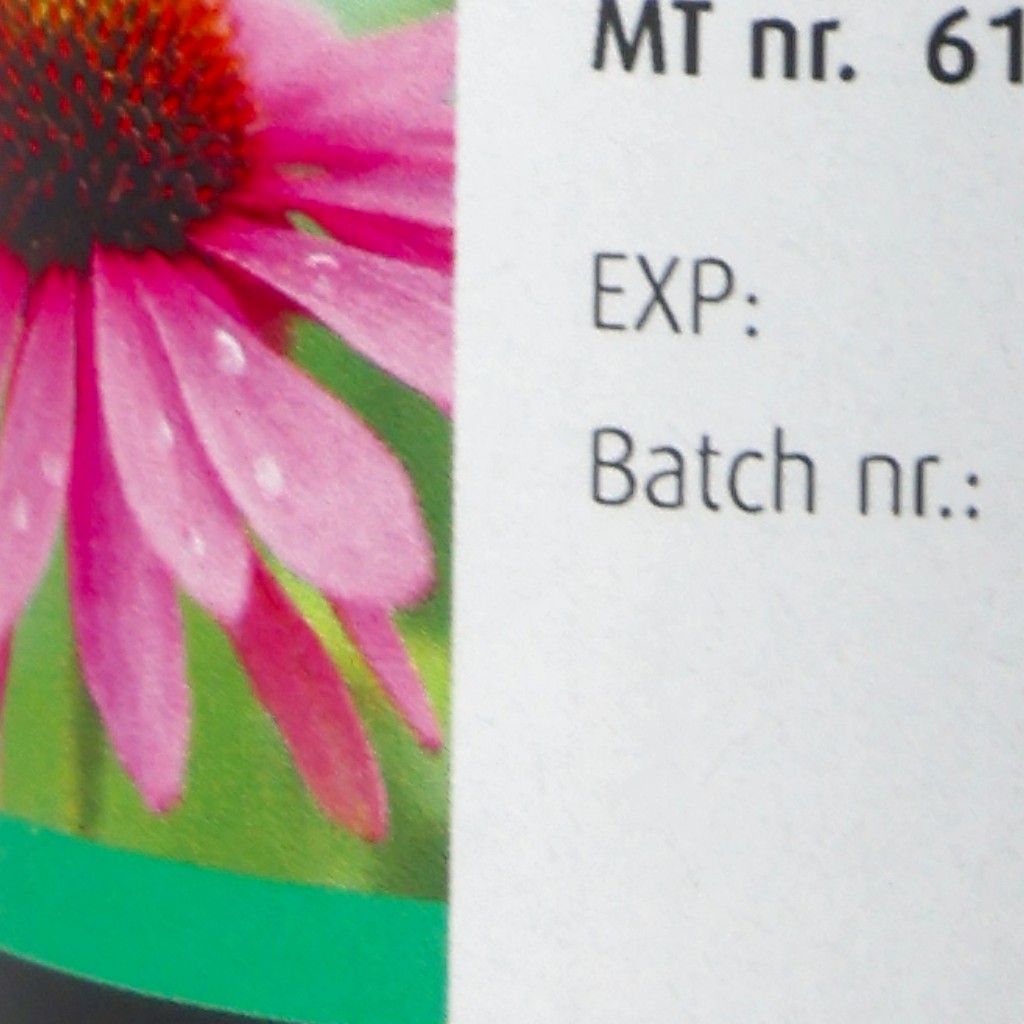 MT nr. 61
EXP:
Batch nr.: